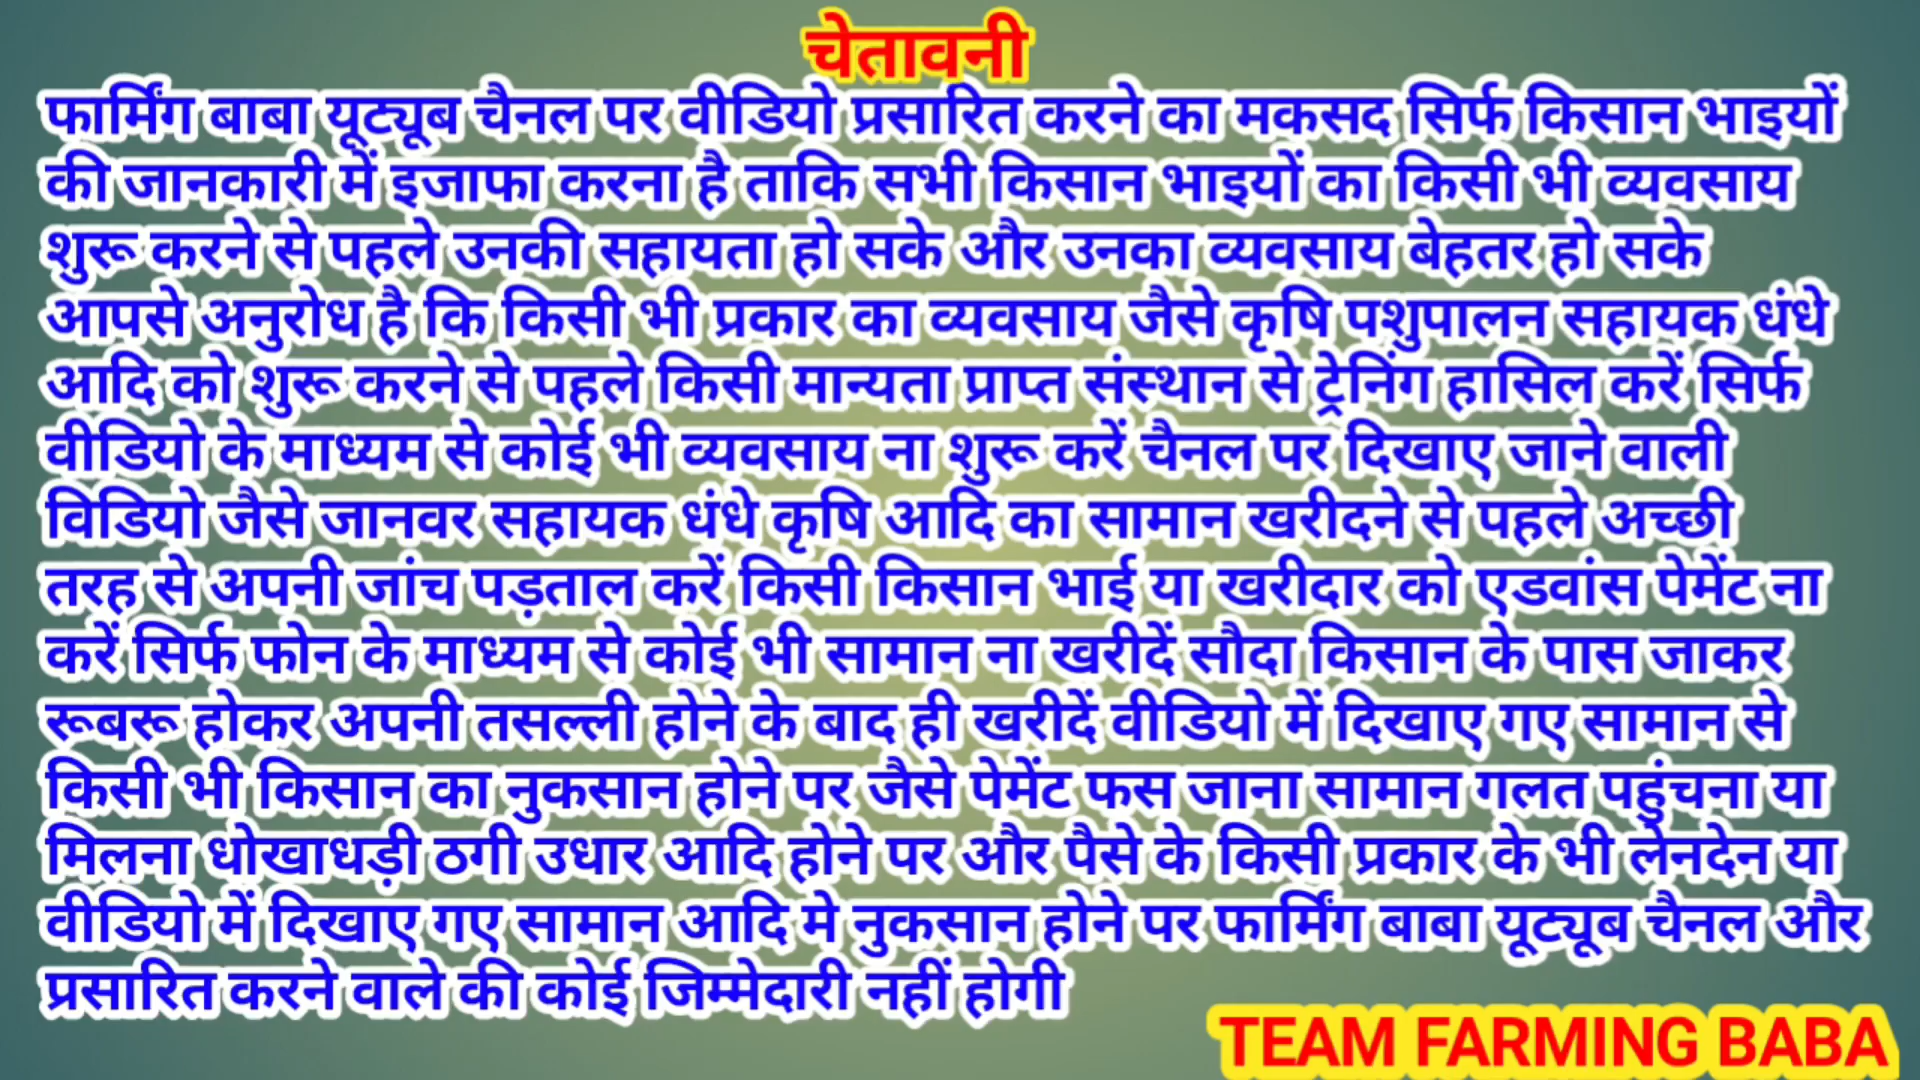 चेतावनी
फार्मिंग बाबा यूट्यूब चैनल पर वीडियो प्रसारित करने का मकसद सिर्फ किसान भाइयों
की जानकारी में इजाफा करना है ताकि सभी किसान भाइयों का किसी भी व्यवसाय
शुरू करने से पहले उनकी सहायता हो सके और उनका व्यवसाय बेहतर हो सके
आपसे अनुरोध है कि किसी भी प्रकार का व्यवसाय जैसे कृषि पशुपालन सहायक धंधे
आदि को शुरू करने से पहले किसी मान्यता प्राप्त संस्थान से ट्रेनिंग हासिल करें सिर्फ
वीडियो के माध्यम से कोई भी व्यवसाय ना शुरू करें चैनल पर दिखाए जाने वाली
विडियो जैसे जानवर सहायक धंधे कृषि आदि का सामान खरीदने से पहले अच्छी
तरह से अपनी जांच पड़ताल करें किसी किसान भाई या खरीदार को एडवांस पेमेंट ना
करें सिर्फ फोन के माध्यम से कोई भी सामान ना खरीदें सौदा किसान के पास जाकर
रूबरू होकर अपनी तसल्ली होने के बाद ही खरीदें वीडियो में दिखाए गए सामान से
किसी भी किसान का नुकसान होने पर जैसे पेमेंट फस जाना सामान गलत पहुंचना या
मिलना धोखाधड़ी ठगी उधार आदि होने पर और पैसे के किसी प्रकार के भी लेनदेन या
वीडियो में दिखाए गए सामान आदि मे नुकसान होने पर फार्मिंग बाबा यूट्यूब चैनल और
प्रसारित करने वाले की कोई जिम्मेदारी नहीं होगी
TEAM FARMING BABA